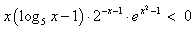 x(log₅ x−1)·2^(−x−1)·e^(x²−1) < 0